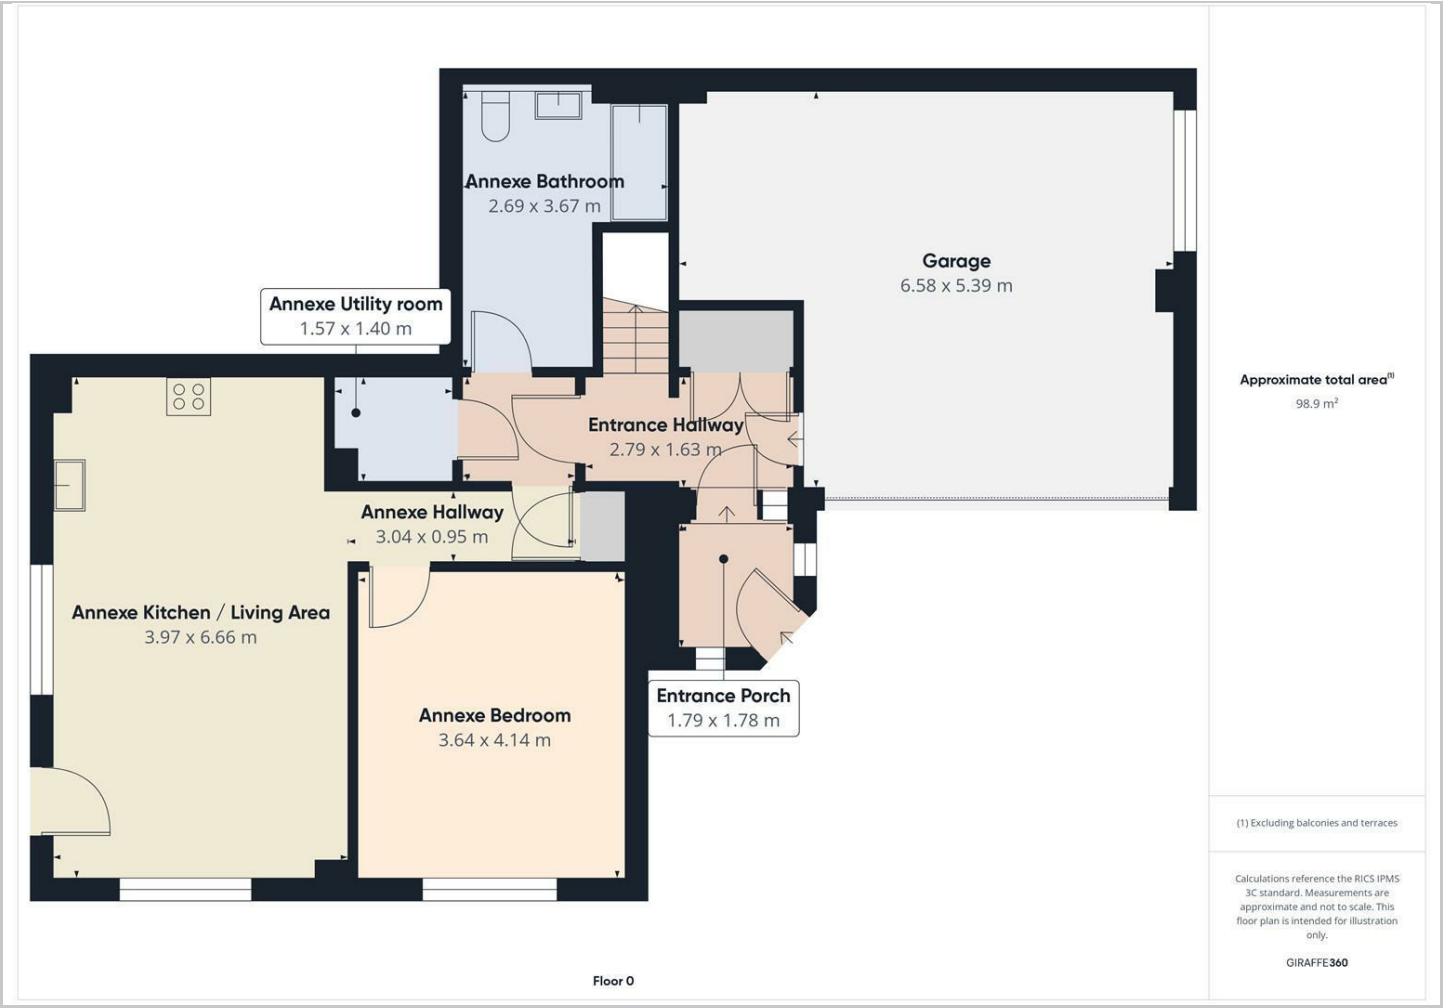 Annexe Bathroom
2.69 x 3.67 m
Garage
6.58 x 5.39 m
Annexe Utility room
1.57 x 1.40 m
Entrance Hallway
2.79 x 1.63 m
Annexe Hallway
3.04 x 0.95 m
Annexe Kitchen / Living Area
3.97 x 6.66 m
Annexe Bedroom
3.64 x 4.14 m
Entrance Porch
1.79 x 1.78 m
Floor 0
Approximate total area(1)
98.9 m²
(1) Excluding balconies and terraces
Calculations reference the RICS IPMS
3C standard. Measurements are
approximate and not to scale. This
floor plan is intended for illustration
only.
GIRAFFE360